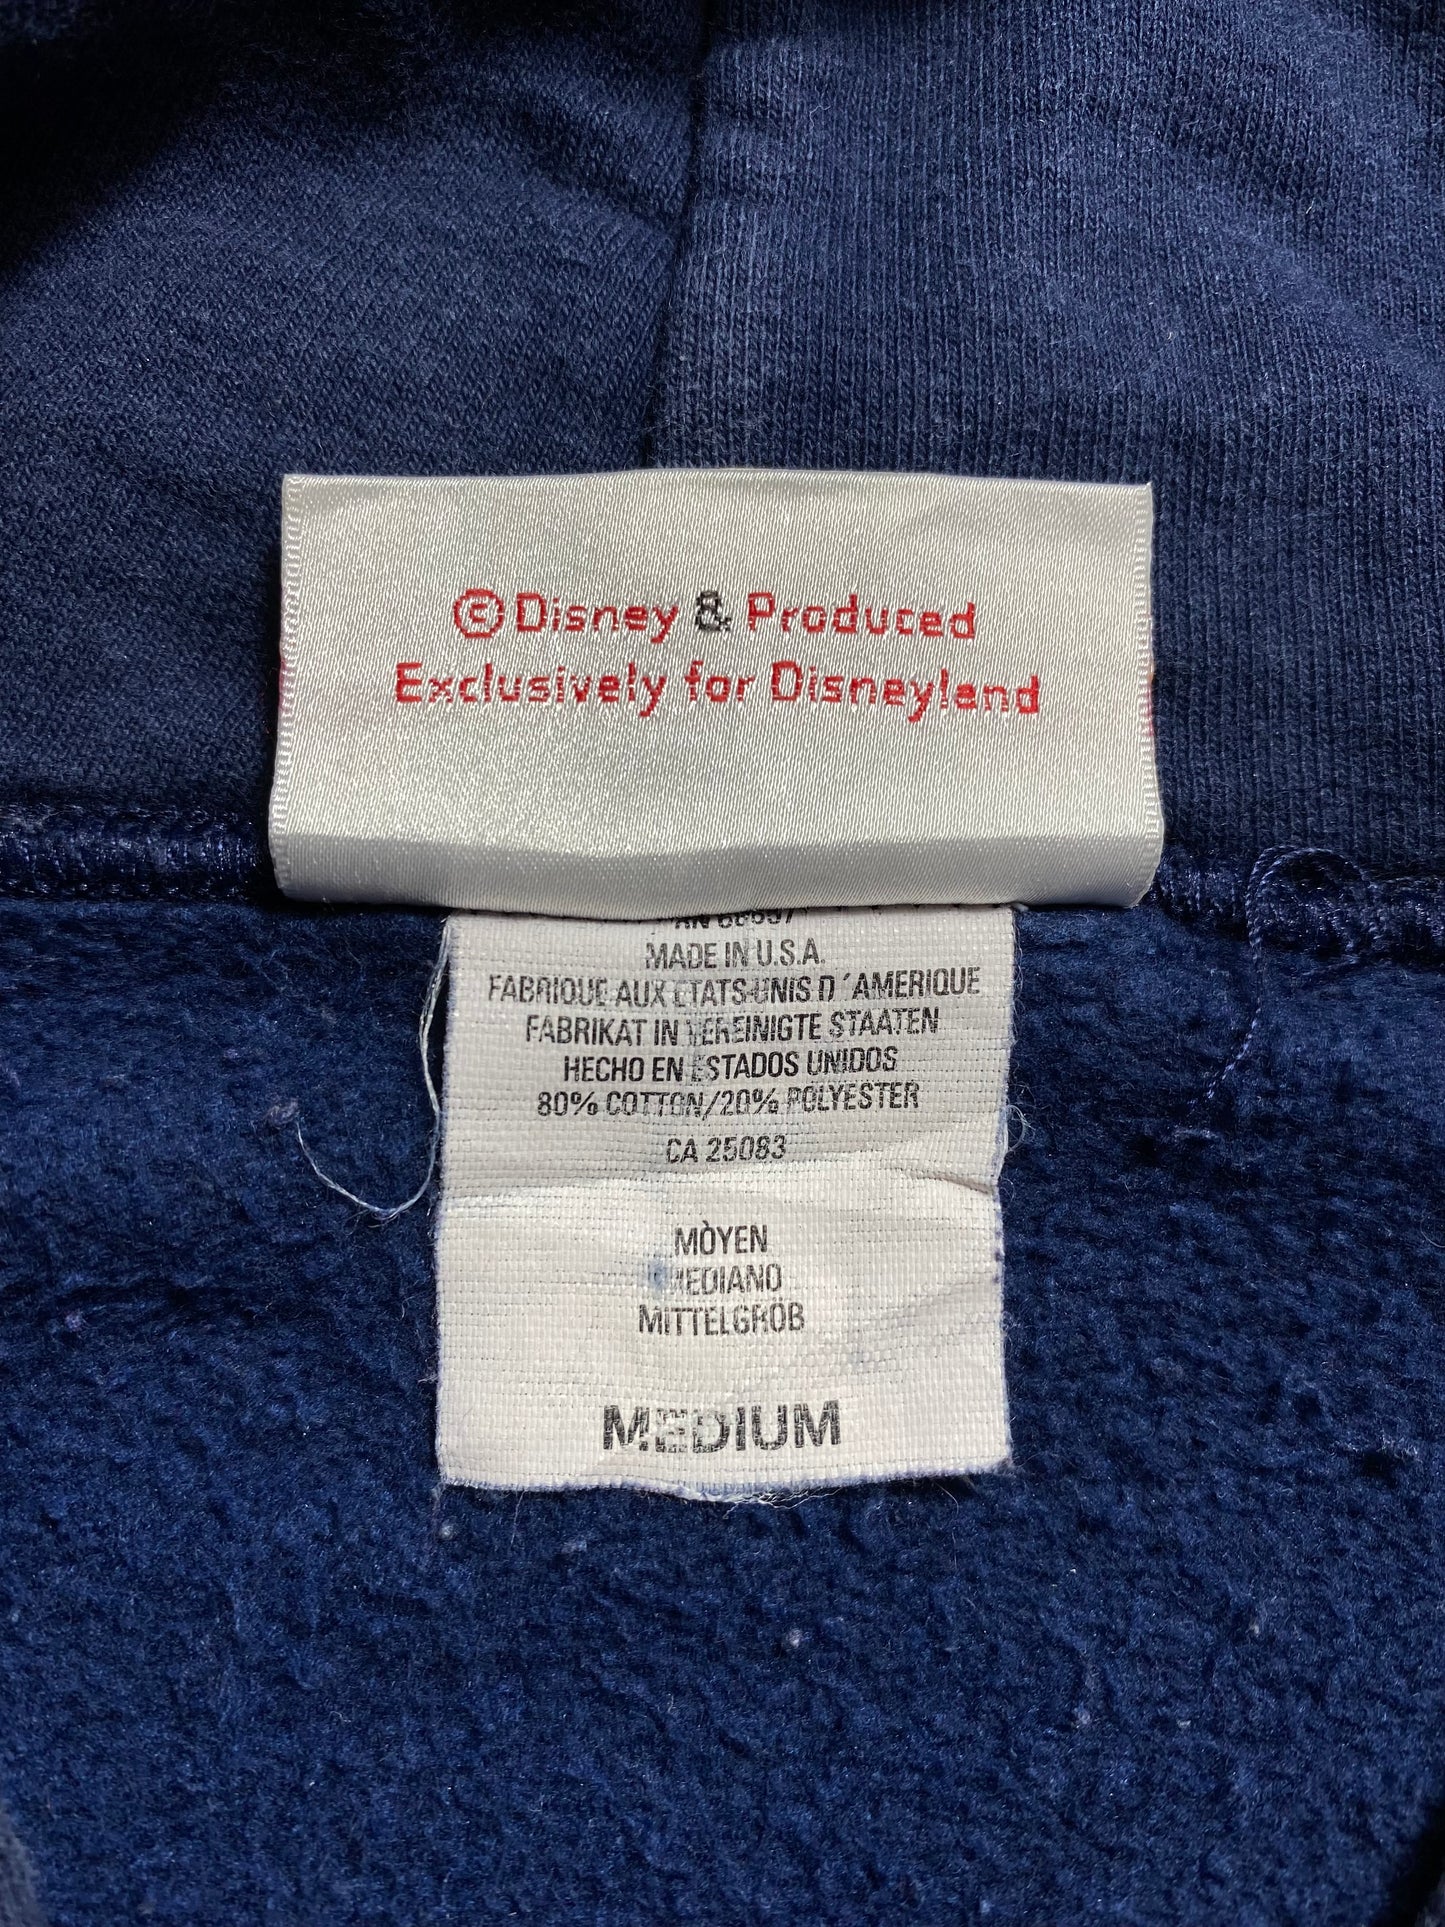 ©Disney & Produced
Exclusively for Disneyland
MADE IN U.S.A.
FABRIQUE AUX ETATS-UNIS D ´AMERIQUE
FABRIKAT IN VEREINIGTE STAATEN
HECHO EN ESTADOS UNIDOS
80% COTTON/20% POLYESTER
CA 25083
MÒYEN
MEDIANO
MITTELGRÖB
MEDIUM